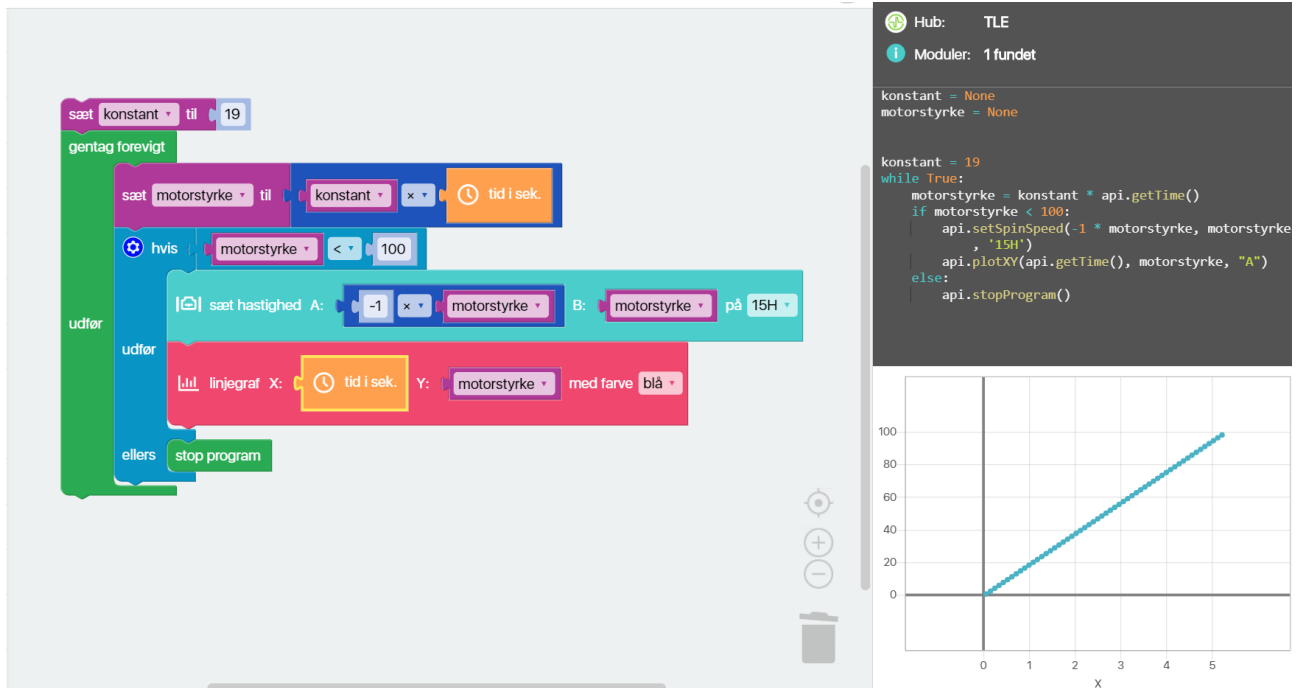 sæt konstant til 19
gentag forevigt
sæt motorstyrke til konstant × tid i sek.
hvis motorstyrke < 100
sæt hastighed A: -1 × motorstyrke B: motorstyrke på 15H
udfør
udfør
linjegraf X: tid i sek. Y: motorstyrke med farve blå
ellers stop program
Hub: TLE
Moduler: 1 fundet
konstant = None
motorstyrke = None
konstant = 19
while True:
motorstyrke = konstant * api.getTime()
if motorstyrke < 100:
api.setSpinSpeed(-1 * motorstyrke, motorstyrke
, '15H')
api.plotXY(api.getTime(), motorstyrke, "A")
else:
api.stopProgram()
100
80
60
40
20
0
0 1 2 3 4 5
X